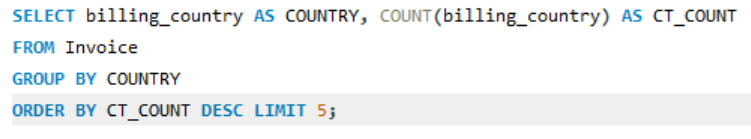 SELECT billing_country AS COUNTRY, COUNT(billing_country) AS CT_COUNT
FROM Invoice
GROUP BY COUNTRY
ORDER BY CT_COUNT DESC LIMIT 5;